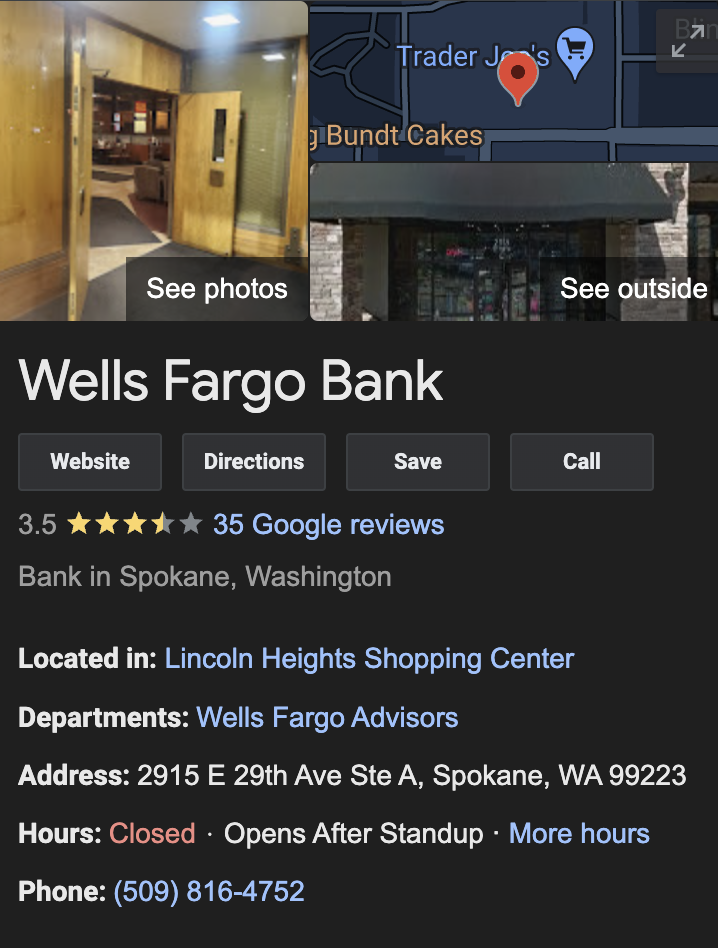 Trader Joe's
g Bundt Cakes
See photos
See outside
Wells Fargo Bank
Website
Directions
Save
Call
3.5
35 Google reviews
Bank in Spokane, Washington
Located in: Lincoln Heights Shopping Center
Departments: Wells Fargo Advisors
Address: 2915 E 29th Ave Ste A, Spokane, WA 99223
Hours: Closed · Opens After Standup · More hours
Phone: (509) 816-4752